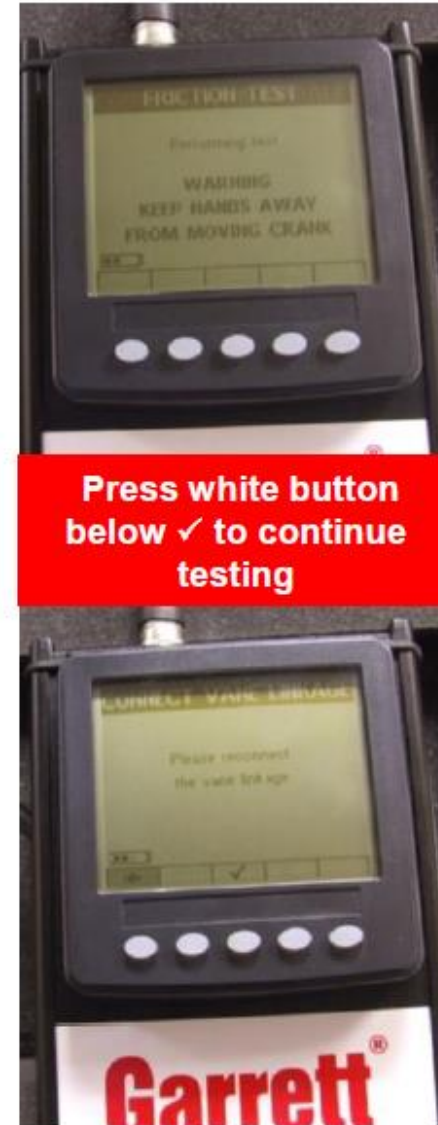 FRICTION TEST
Performing test
WARNING
KEEP HANDS AWAY
FROM MOVING CRANK
®
Press white button
below ✓ to continue
testing
CONNECT VANE LINKAGE
Please reconnect
the vane linkage
✓
Garrett®